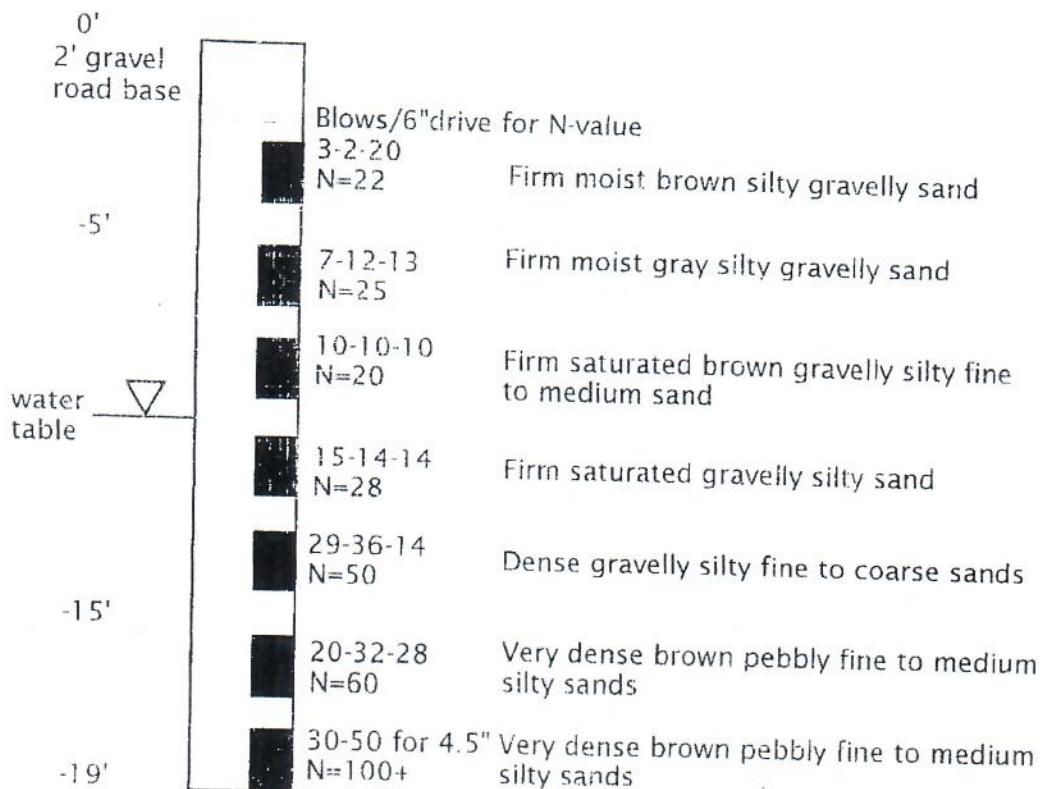 0'
2' gravel
road base
Blows/6"drive for N-value
3-2-20
N=22
Firm moist brown silty gravelly sand
-5'
7-12-13
N=25
Firm moist gray silty gravelly sand
10-10-10
N=20
Firm saturated brown gravelly silty fine
to medium sand
water
table
15-14-14
N=28
Firm saturated gravelly silty sand
29-36-14
N=50
Dense gravelly silty fine to coarse sands
-15'
20-32-28
N=60
Very dense brown pebbly fine to medium
silty sands
30-50 for 4.5"
N=100+
Very dense brown pebbly fine to medium
silty sands
-19'